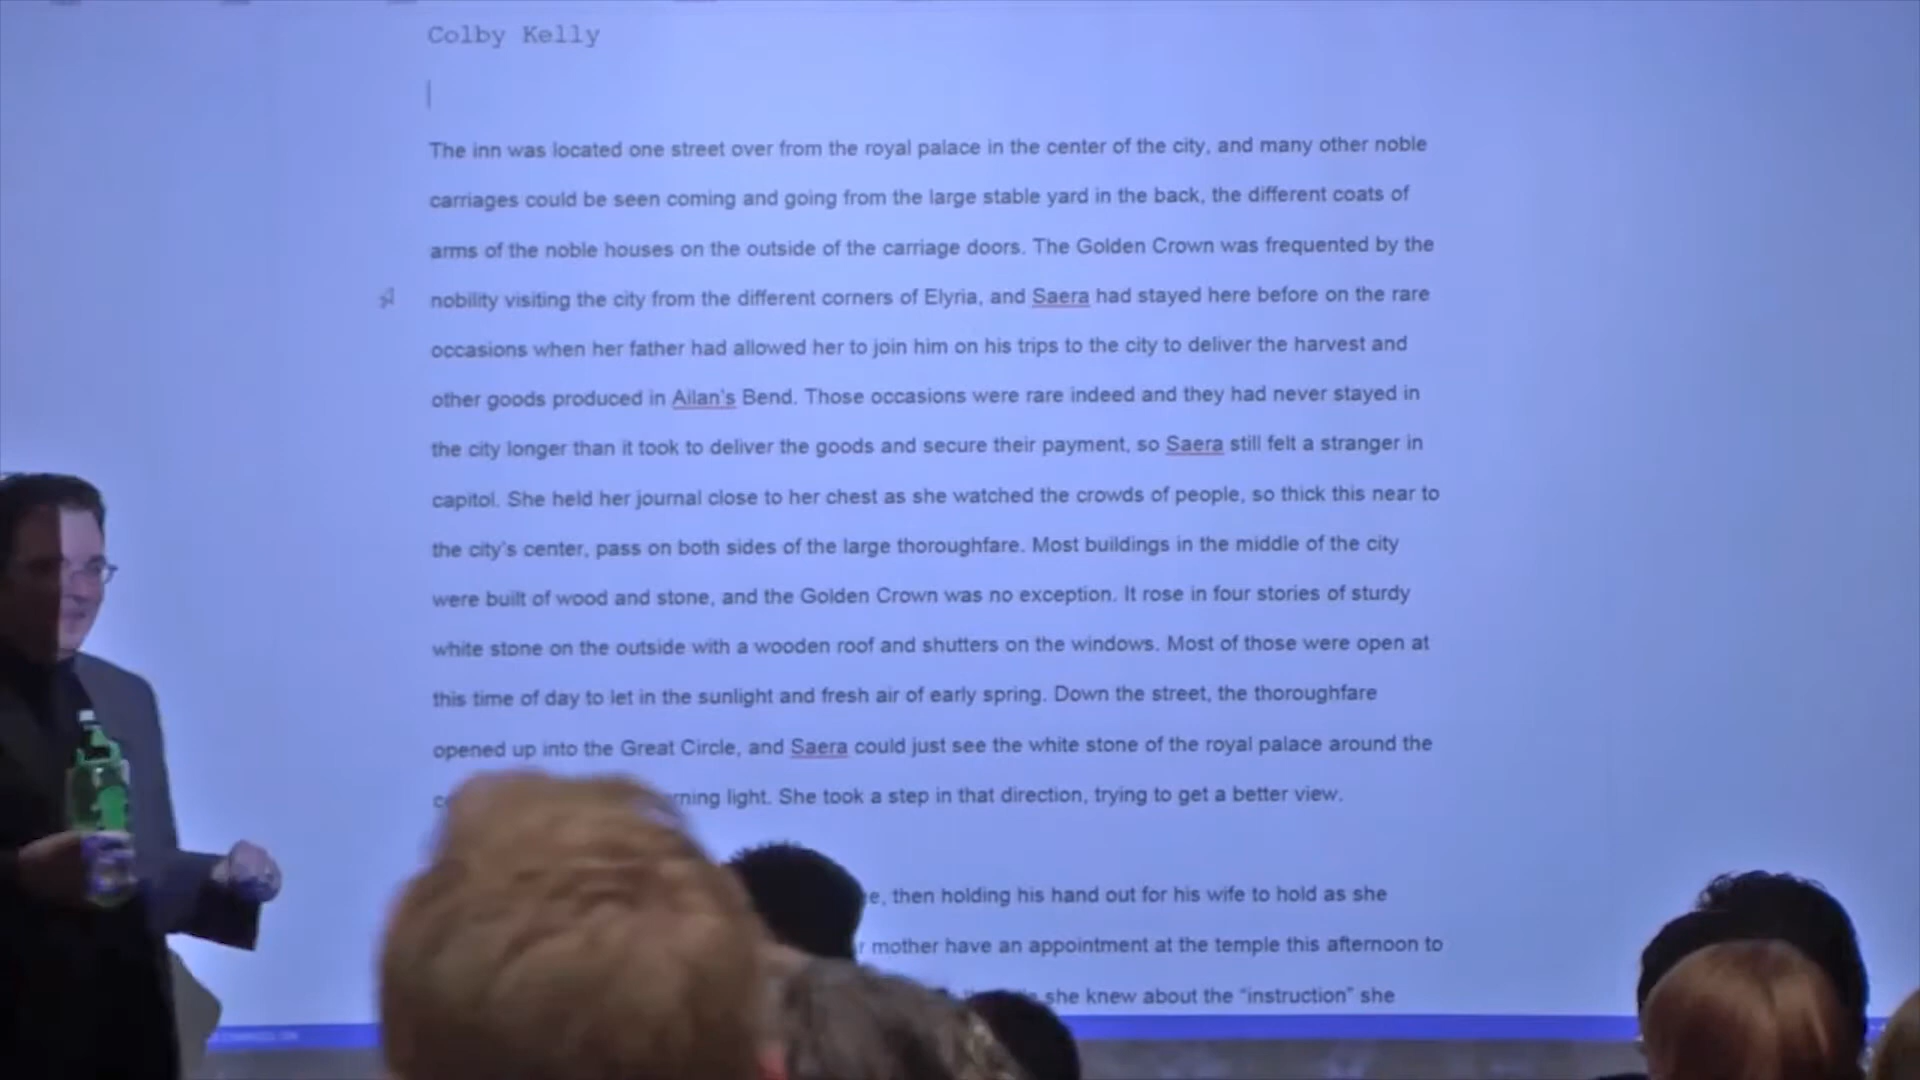 Colby Kelly
The inn was located one street over from the royal palace in the center of the city, and many other noble
carriages could be seen coming and going from the large stable yard in the back, the different coats of
arms of the noble houses on the outside of the carriage doors. The Golden Crown was frequented by the
nobility visiting the city from the different corners of Elyria, and Saera had stayed here before on the rare
occasions when her father had allowed her to join him on his trips to the city to deliver the harvest and
other goods produced in Ailan's Bend. Those occasions were rare indeed and they had never stayed in
the city longer than it took to deliver the goods and secure their payment, so Saera still felt a stranger in
capitol. She held her journal close to her chest as she watched the crowds of people, so thick this near to
the city's center, pass on both sides of the large thoroughfare. Most buildings in the middle of the city
were built of wood and stone, and the Golden Crown was no exception. It rose in four stories of sturdy
white stone on the outside with a wooden roof and shutters on the windows. Most of those were open at
this time of day to let in the sunlight and fresh air of early spring. Down the street, the thoroughfare
opened up into the Great Circle, and Saera could just see the white stone of the royal palace around the
light. She took a step in that direction, trying to get a better view.
then holding his hand out for his wife to hold as she
mother have an appointment at the temple this afternoon to
she knew about the “instruction” she